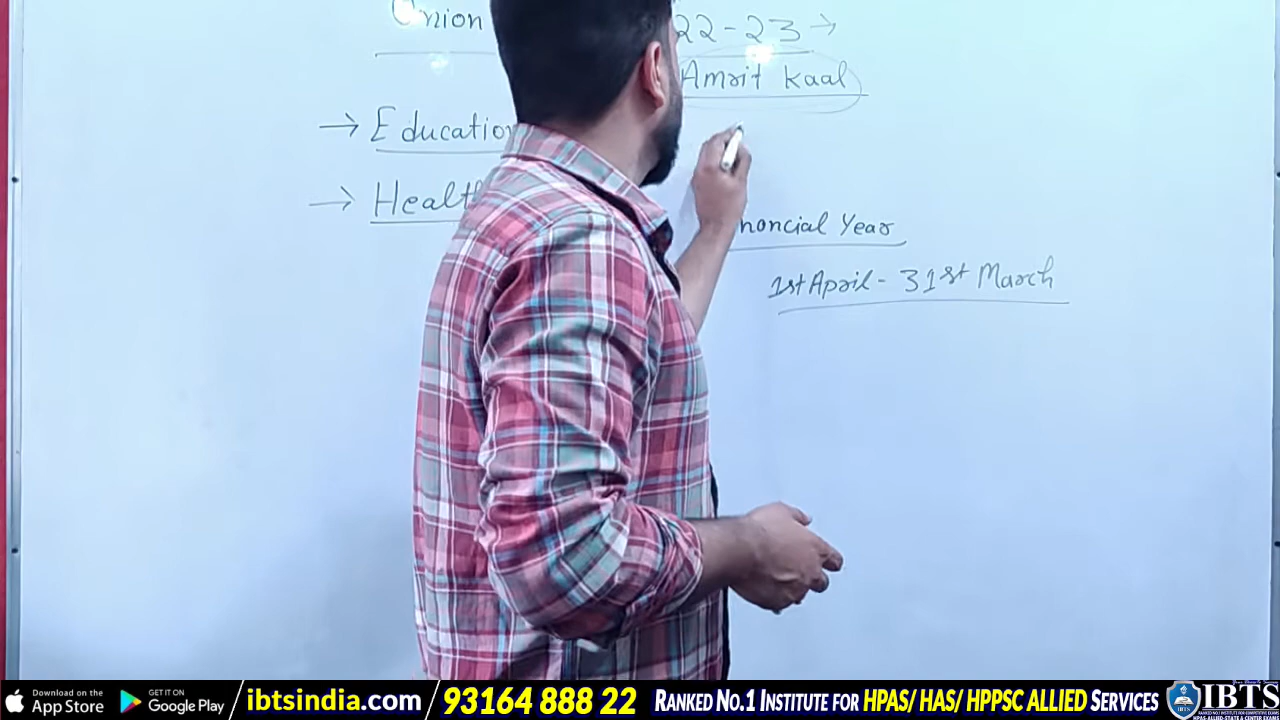 Union 22-23 →
Amrit Kaal
→ Education
→ Healt
noncial Year
1st April - 31st March
Download on the
App Store
GET IT ON
Google Play
ibtsindia.com
93164 888 22
RANKED NO.1 INSTITUTE FOR HPAS/ HAS/ HPPSC ALLIED SERVICES
IBTS
IBTS